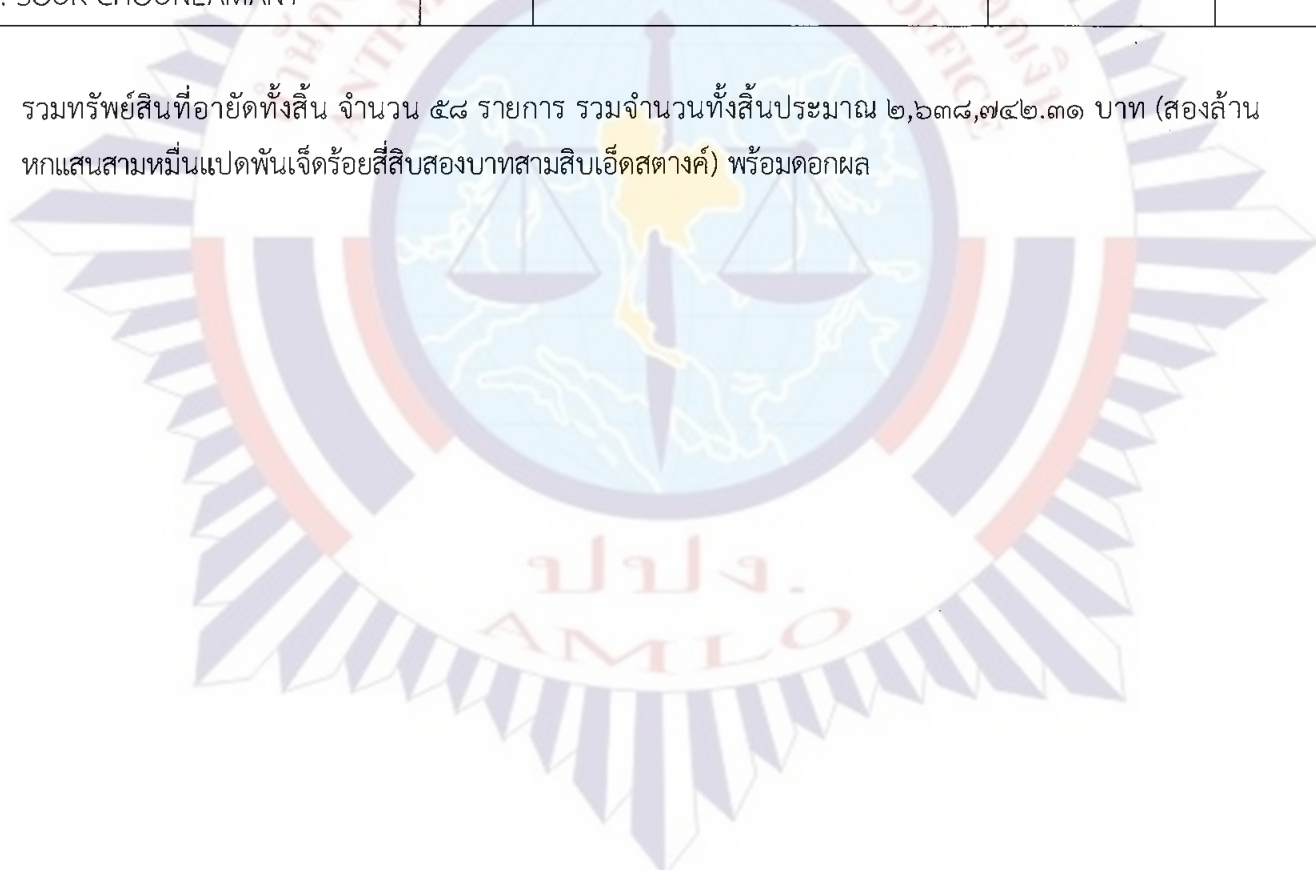 รวมทรัพย์สินที่อายัดทั้งสิ้น จำนวน ๕๘ รายการ รวมจำนวนทั้งสิ้นประมาณ ๒,๖๓๘,๗๔๒.๓๑ บาท (สองล้าน
หกแสนสามหมื่นแปดพันเจ็ดร้อยสี่สิบสองบาทสามสิบเอ็ดสตางค์) พร้อมดอกผล
ปปง.
AMLO